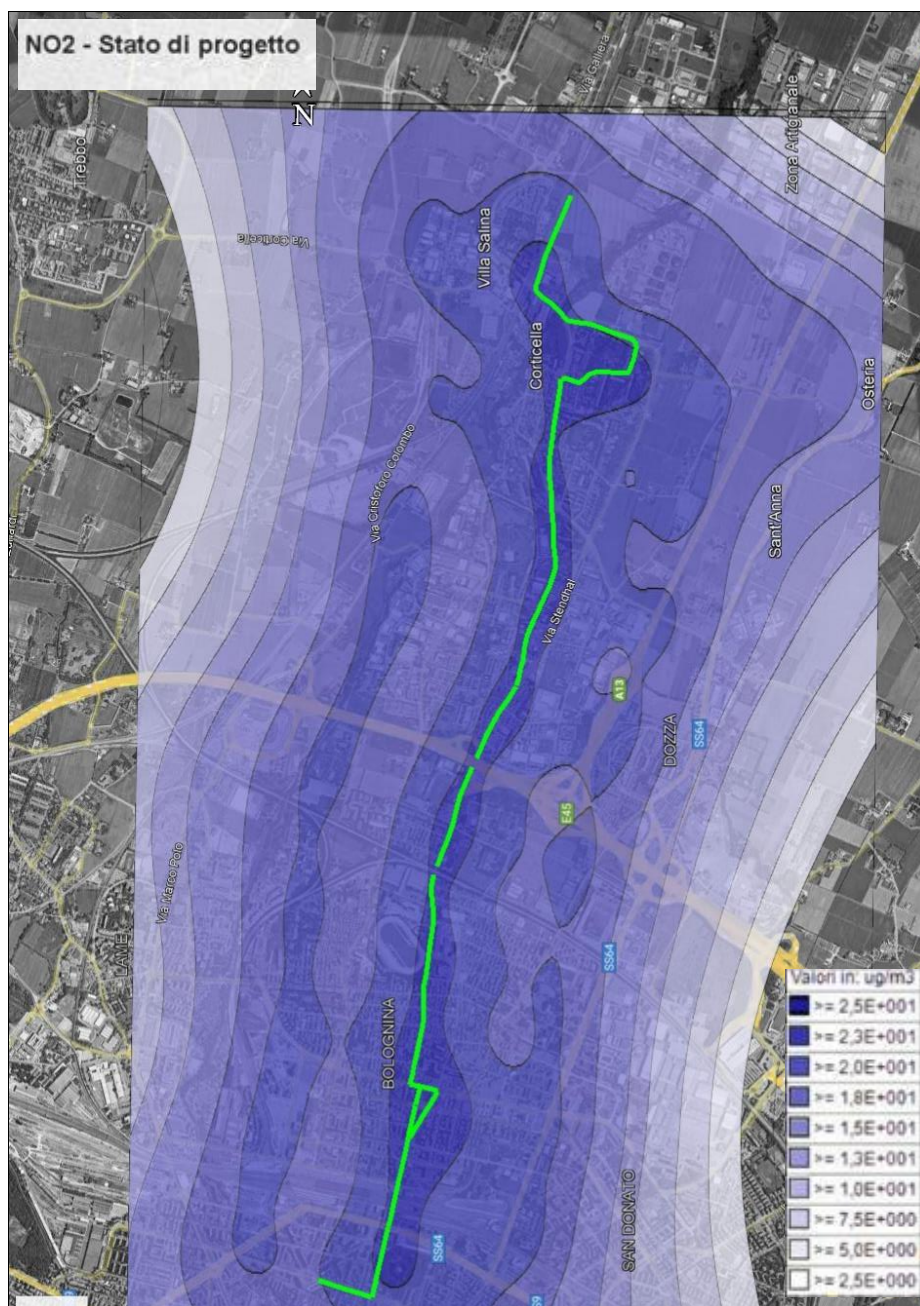 NO2 - Stato di progetto
N
Via Galliera
Zona Artigianale
Trebbo
Via Corticella
Villa Salina
Corticella
Osteria
Via Cristoforo Colombo
Sant'Anna
Via Stendhal
A13
DOZZA
SS64
E45
Via Marco Polo
LAME
SS64
BOLOGNINA
SAN DONATO
SS64
SS9
Valori in: ug/m3
>= 2,5E+001
>= 2,3E+001
>= 2,0E+001
>= 1,8E+001
>= 1,5E+001
>= 1,3E+001
>= 1,0E+001
>= 7,5E+000
>= 5,0E+000
>= 2,5E+000